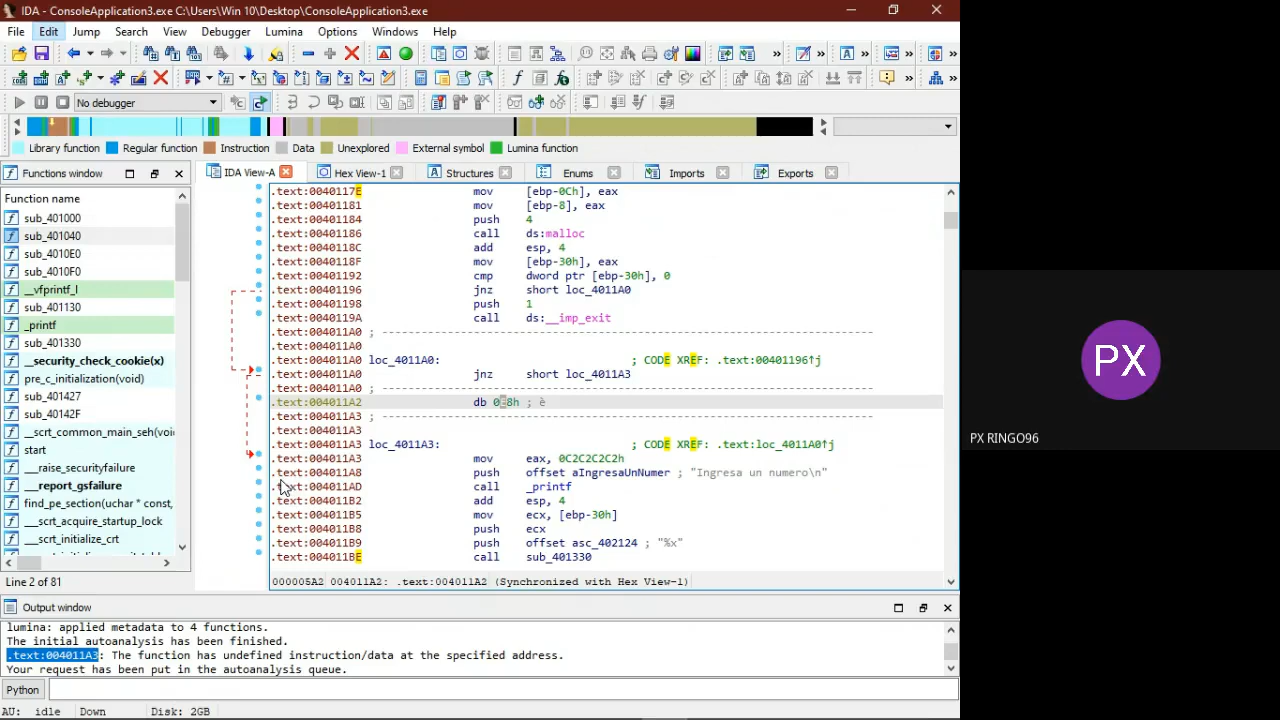 IDA - ConsoleApplication3.exe C:\Users\Win 10\Desktop\ConsoleApplication3.exe
File Edit Jump Search View Debugger Lumina Options Windows Help
No debugger
Library function Regular function Instruction Data Unexplored External symbol Lumina function
Functions window
IDA View-A Hex View-1 Structures Enums Imports Exports
Function name
sub_401000
sub_401040
sub_4010E0
sub_4010F0
__vfprintf_l
sub_401130
_printf
sub_401330
__security_check_cookie(x)
pre_c_initialization(void)
sub_401427
sub_40142F
__scrt_common_main_seh(voi
start
___raise_securityfailure
___report_gsfailure
find_pe_section(uchar * const,
___scrt_acquire_startup_lock
___scrt_initialize_crt
Line 2 of 81
.text:0040117E mov [ebp-0Ch], eax
.text:00401181 mov [ebp-8], eax
.text:00401184 push 4
.text:00401186 call ds:malloc
.text:0040118C add esp, 4
.text:0040118F mov [ebp-30h], eax
.text:00401192 cmp dword ptr [ebp-30h], 0
.text:00401196 jnz short loc_4011A0
.text:00401198 push 1
.text:0040119A call ds:__imp_exit
.text:004011A0 ; ---------------------------------------------------------------------------
.text:004011A0
.text:004011A0 loc_4011A0: ; CODE XREF: .text:00401196↑j
.text:004011A0 jnz short loc_4011A3
.text:004011A0 ; ---------------------------------------------------------------------------
.text:004011A2 db 0E8h ; è
.text:004011A3 ; ---------------------------------------------------------------------------
.text:004011A3
.text:004011A3 loc_4011A3: ; CODE XREF: .text:loc_4011A0↑j
.text:004011A3 mov eax, 0C2C2C2C2h
.text:004011A8 push offset aIngresaUnNumer ; "Ingresa un numero\n"
.text:004011AD call _printf
.text:004011B2 add esp, 4
.text:004011B5 mov ecx, [ebp-30h]
.text:004011B8 push ecx
.text:004011B9 push offset asc_402124 ; "%x"
.text:004011BE call sub_401330
000005A2 004011A2: .text:004011A2 (Synchronized with Hex View-1)
Output window
lumina: applied metadata to 4 functions.
The initial autoanalysis has been finished.
.text:004011A3: The function has undefined instruction/data at the specified address.
Your request has been put in the autoanalysis queue.
Python
AU: idle Down Disk: 2GB
PX
PX RINGO96